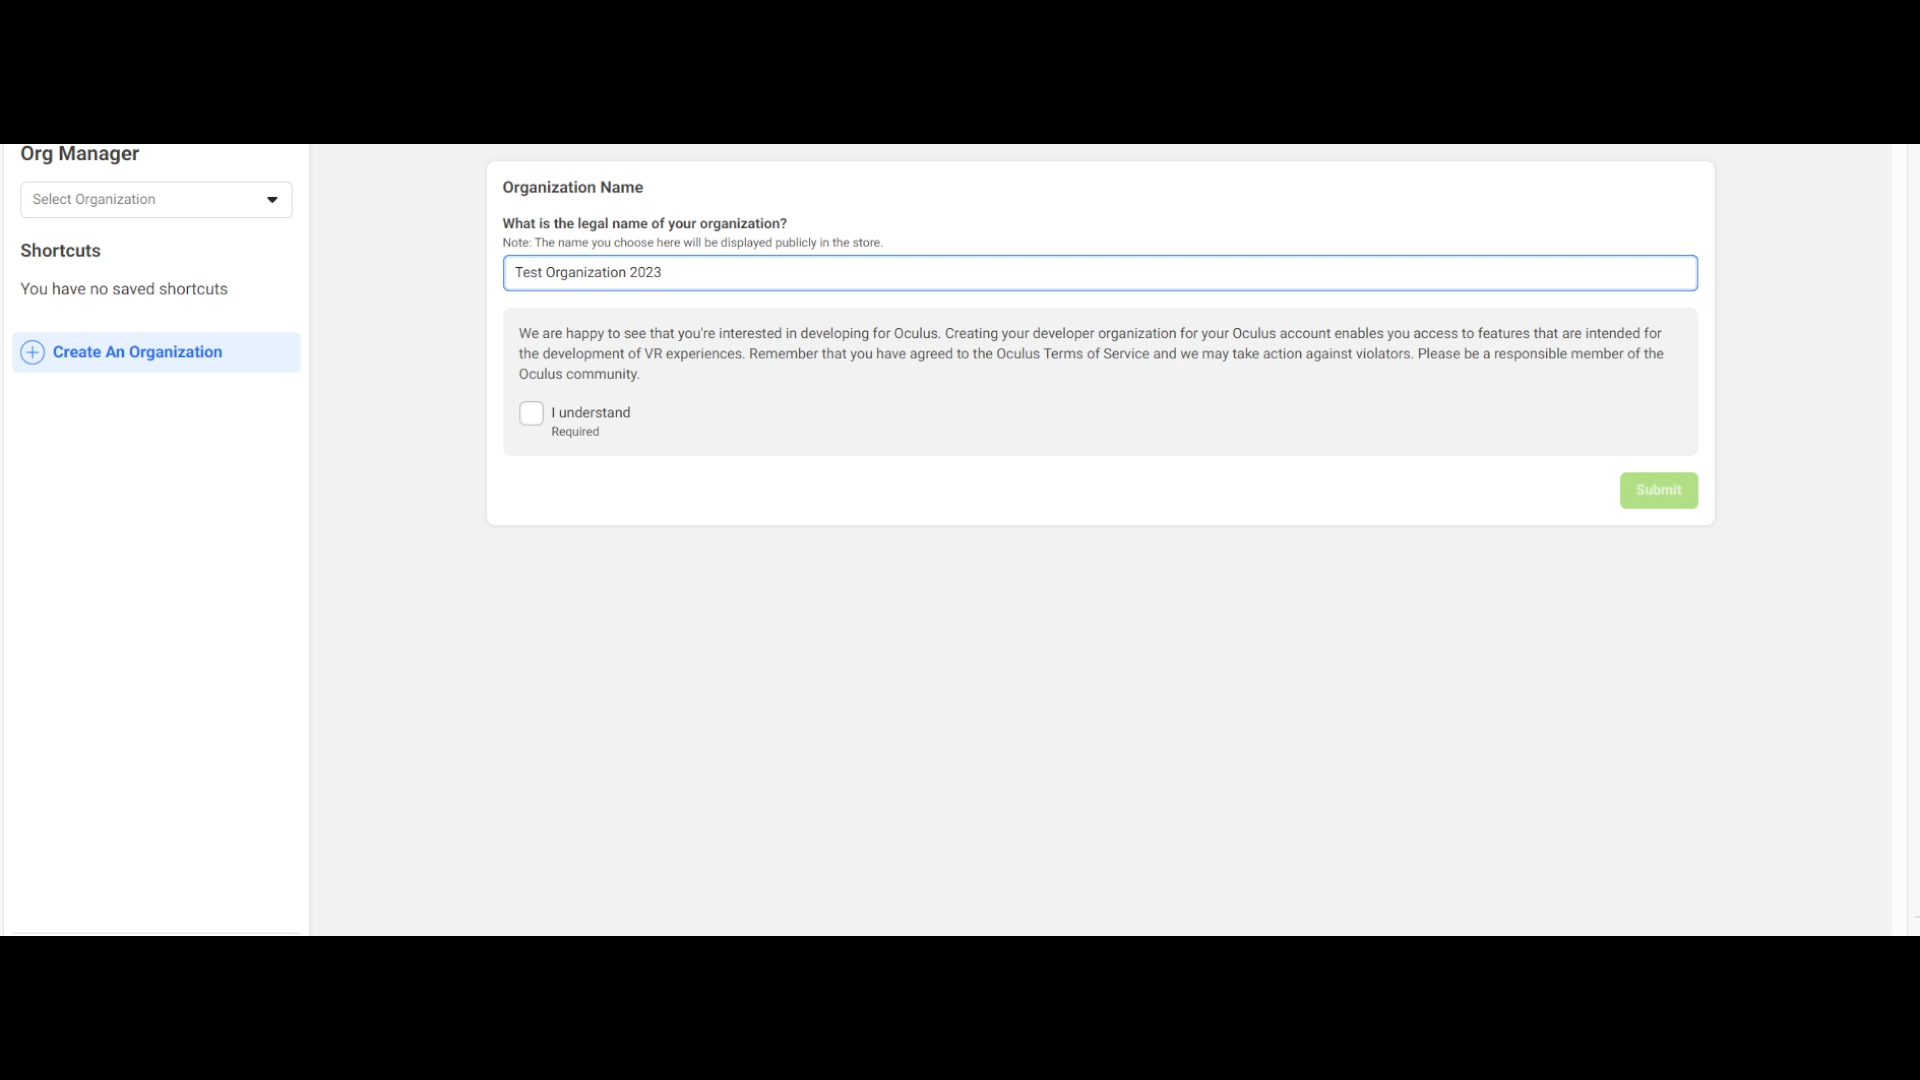 Org Manager
Select Organization
Shortcuts
You have no saved shortcuts
Create An Organization
Organization Name
What is the legal name of your organization?
Note: The name you choose here will be displayed publicly in the store.
Test Organization 2023
We are happy to see that you're interested in developing for Oculus. Creating your developer organization for your Oculus account enables you access to features that are intended for
the development of VR experiences. Remember that you have agreed to the Oculus Terms of Service and we may take action against violators. Please be a responsible member of the
Oculus community.
I understand
Required
Submit